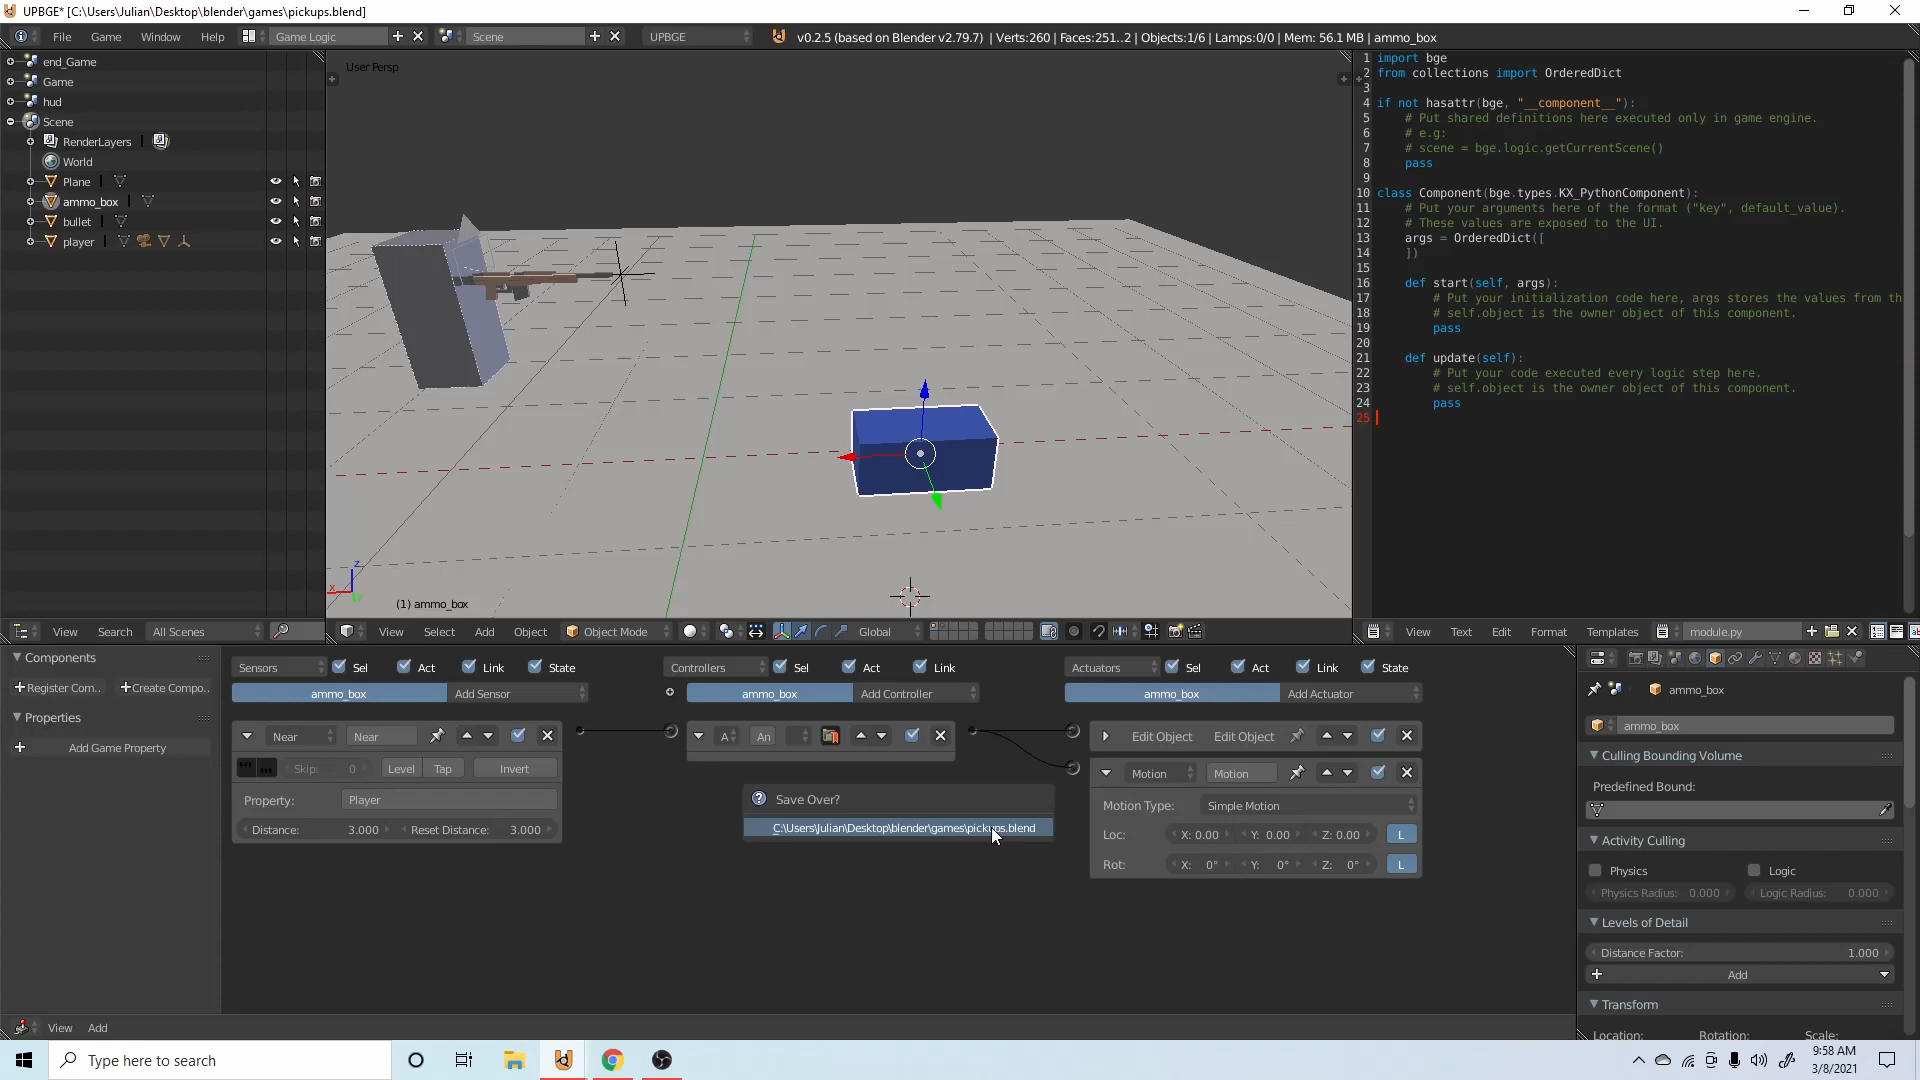 UPBGE* [C:\Users\Julian\Desktop\blender\games\pickups.blend]
File Game Window Help Game Logic Scene UPBGE v0.2.5 (based on Blender v2.79.7) | Verts:260 | Faces:251..2 | Objects:1/6 | Lamps:0/0 | Mem: 56.1 MB | ammo_box
end_Game
Game
hud
Scene
RenderLayers
World
Plane
ammo_box
bullet
player
View Search All Scenes
User Persp
(1) ammo_box
x
z
View Select Add Object Object Mode Global
1 import bge
2 from collections import OrderedDict
3
4 if not hasattr(bge, "__component__"):
5 # Put shared definitions here executed only in game engine.
6 # e.g:
7 # scene = bge.logic.getCurrentScene()
8 pass
9
10 class Component(bge.types.KX_PythonComponent):
11 # Put your arguments here of the format ("key", default_value).
12 # These values are exposed to the UI.
13 args = OrderedDict([
14 ])
15
16 def start(self, args):
17 # Put your initialization code here, args stores the values from th
18 # self.object is the owner object of this component.
19 pass
20
21 def update(self):
22 # Put your code executed every logic step here.
23 # self.object is the owner object of this component.
24 pass
25
View Text Edit Format Templates module.py
Components
Register Com.. Create Compo..
Properties
Add Game Property
Sensors Sel Act Link State
ammo_box Add Sensor
Near Near
Skip: 0 Level Tap Invert
Property: Player
Distance: 3.000 Reset Distance: 3.000
Controllers Sel Act Link
ammo_box Add Controller
A An
Save Over?
C:\Users\Julian\Desktop\blender\games\pickups.blend
Actuators Sel Act Link State
ammo_box Add Actuator
Edit Object Edit Object
Motion Motion
Motion Type: Simple Motion
Loc: X: 0.00 Y: 0.00 Z: 0.00 L
Rot: X: 0° Y: 0° Z: 0° L
View Add
ammo_box
ammo_box
Culling Bounding Volume
Predefined Bound:
Activity Culling
Physics Logic
Physics Radius: 0.000 Logic Radius: 0.000
Levels of Detail
Distance Factor: 1.000
Add
Transform
Location: Rotation: Scale:
Type here to search
9:58 AM
3/8/2021